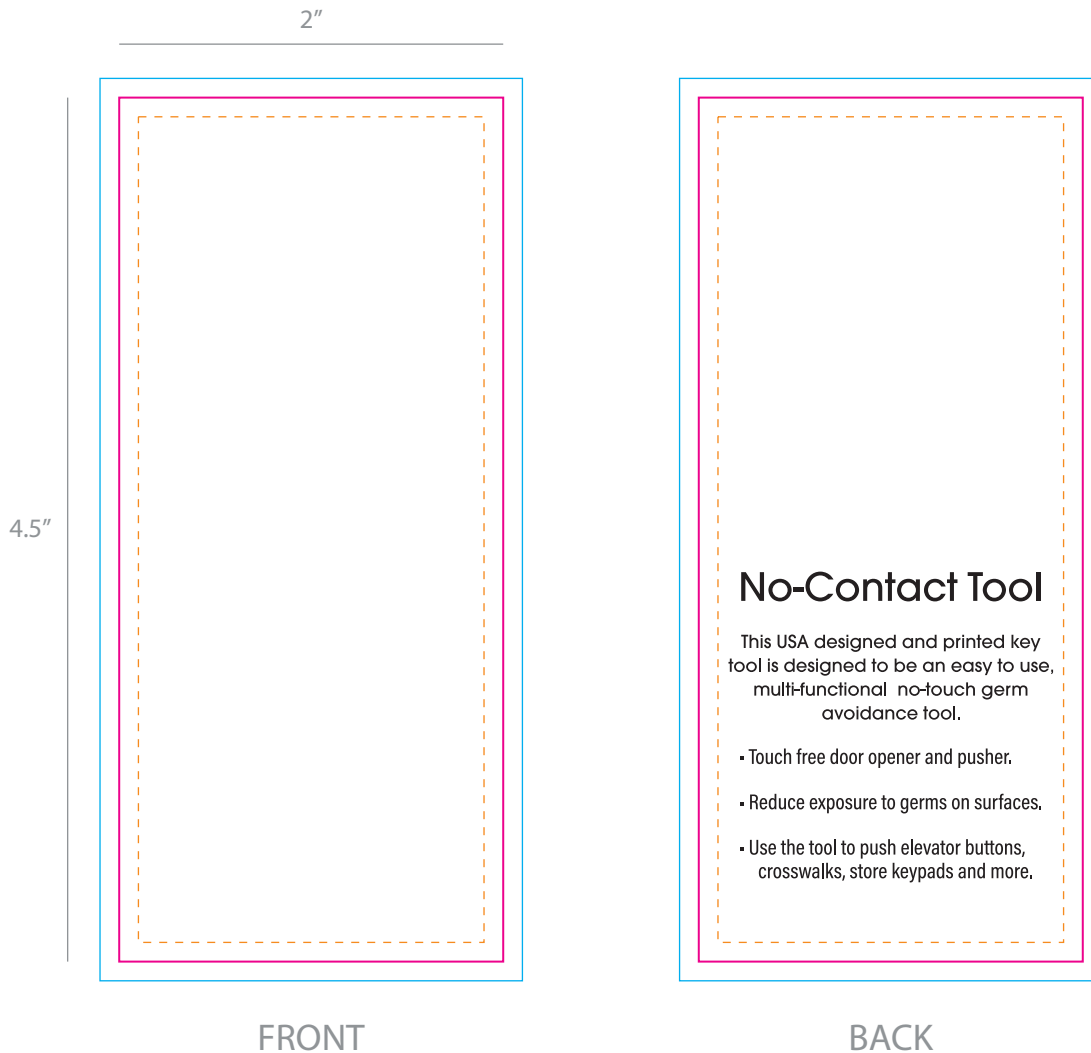 2”
4.5”
No-Contact Tool
This USA designed and printed key
tool is designed to be an easy to use,
multi-functional no-touch germ
avoidance tool.
▪ Touch free door opener and pusher.
▪ Reduce exposure to germs on surfaces.
▪ Use the tool to push elevator buttons,
crosswalks, store keypads and more.
FRONT
BACK